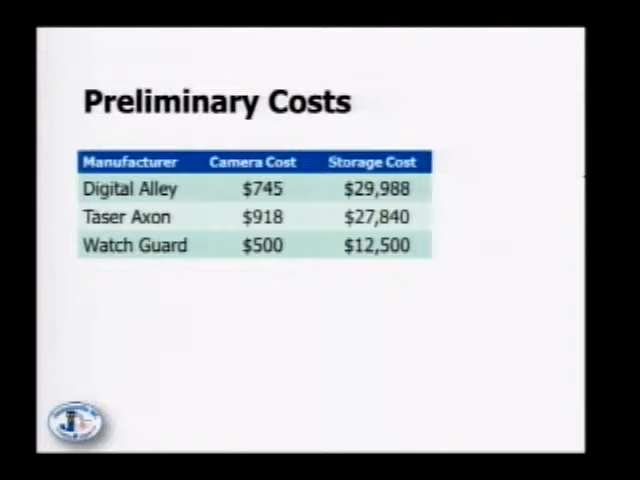 Preliminary Costs
Manufacturer Camera Cost Storage Cost
Digital Alley $745 $29,988
Taser Axon $918 $27,840
Watch Guard $500 $12,500